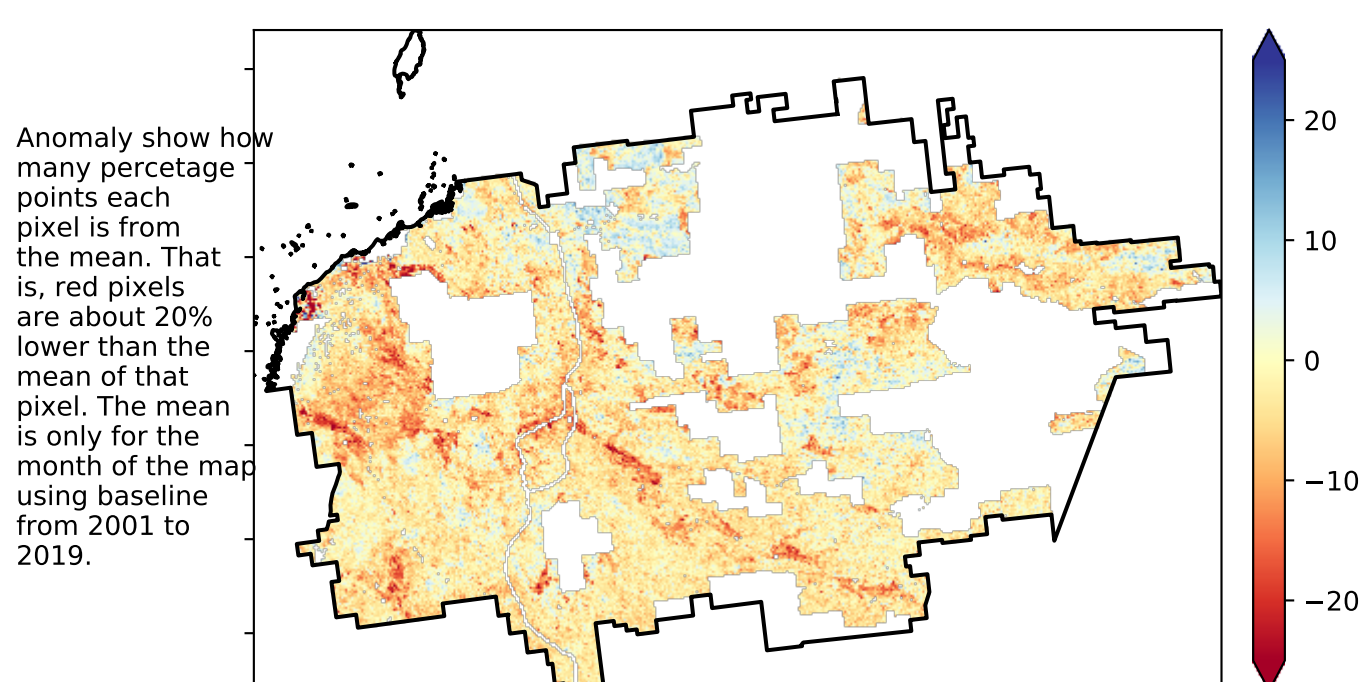 Anomaly show how
many percetage
points each
pixel is from
the mean. That
is, red pixels
are about 20%
lower than the
mean of that
pixel. The mean
is only for the
month of the map
using baseline
from 2001 to
2019.
20
10
0
−10
−20